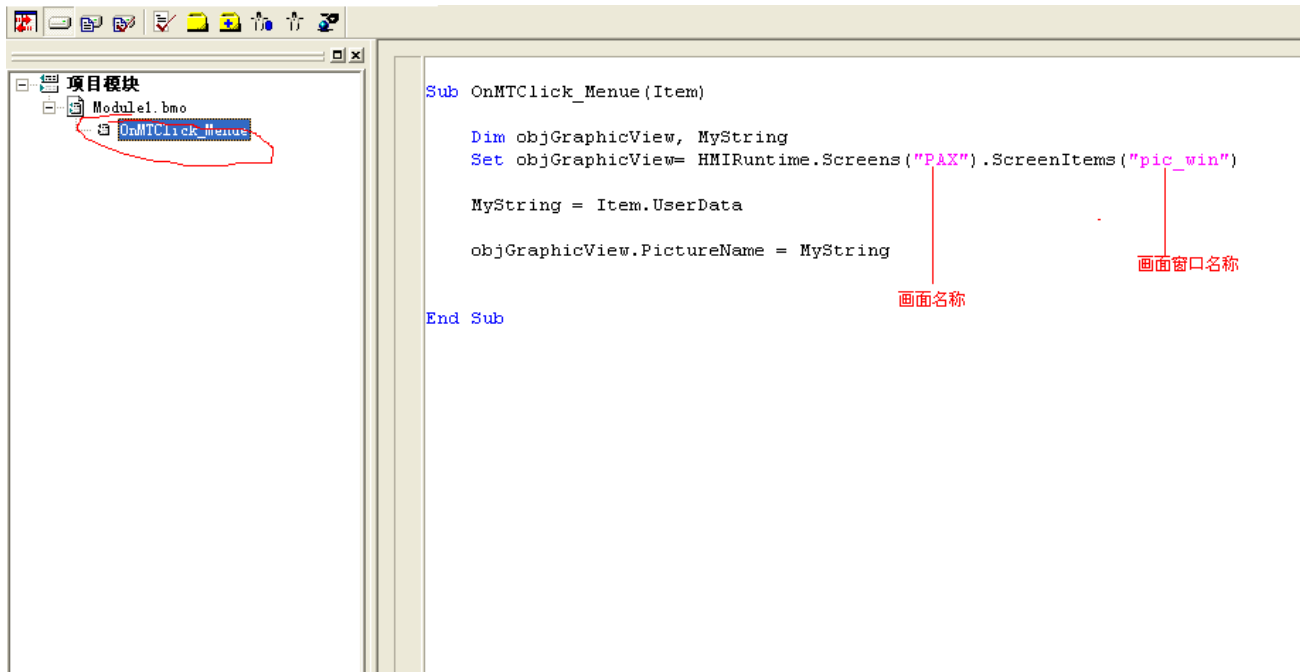 项目模块
Module1.bmo
OnMTClick_Menue
Sub OnMTClick_Menue(Item)
Dim objGraphicView, MyString
Set objGraphicView= HMIRuntime.Screens("PAX").ScreenItems("pic_win")
MyString = Item.UserData
objGraphicView.PictureName = MyString
画面窗口名称
画面名称
End Sub